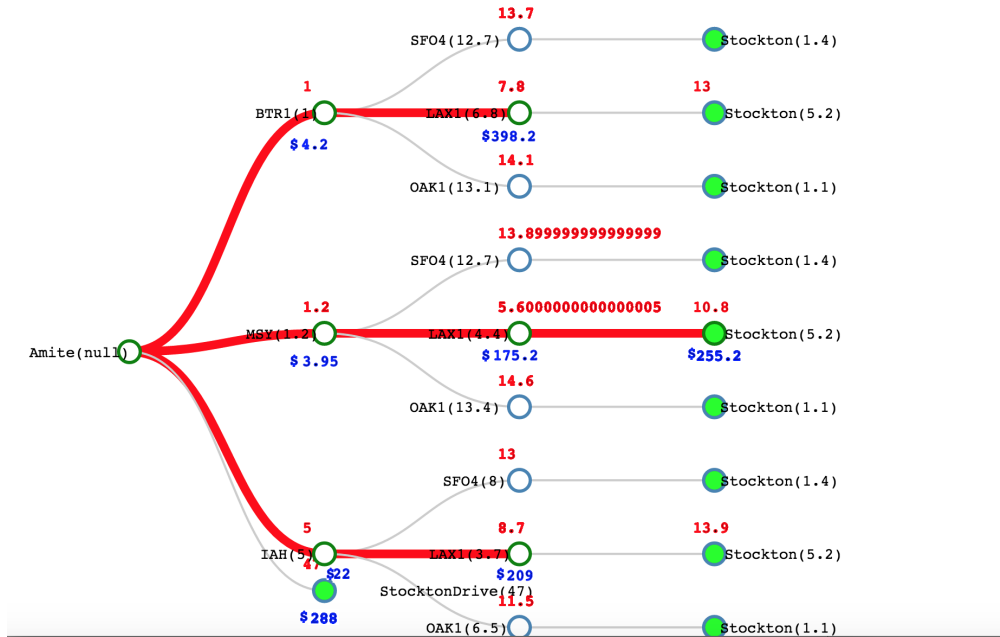 13.7
SFO4(12.7)
Stockton(1.4)
1
7.8
13
BTR1(1)
LAX1(6.8)
Stockton(5.2)
$4.2
$398.2
14.1
OAK1(13.1)
Stockton(1.1)
13.899999999999999
SFO4(12.7)
Stockton(1.4)
1.2
5.6000000000000005
10.8
MSY(1.2)
LAX1(4.4)
Stockton(5.2)
Amite(null)
$3.95
$175.2
$255.2
14.6
OAK1(13.4)
Stockton(1.1)
13
SFO4(8)
Stockton(1.4)
5
8.7
13.9
IAH(5)
LAX1(3.7)
Stockton(5.2)
47
$22
$209
StocktonDrive(47)
11.5
$288
OAK1(6.5)
Stockton(1.1)